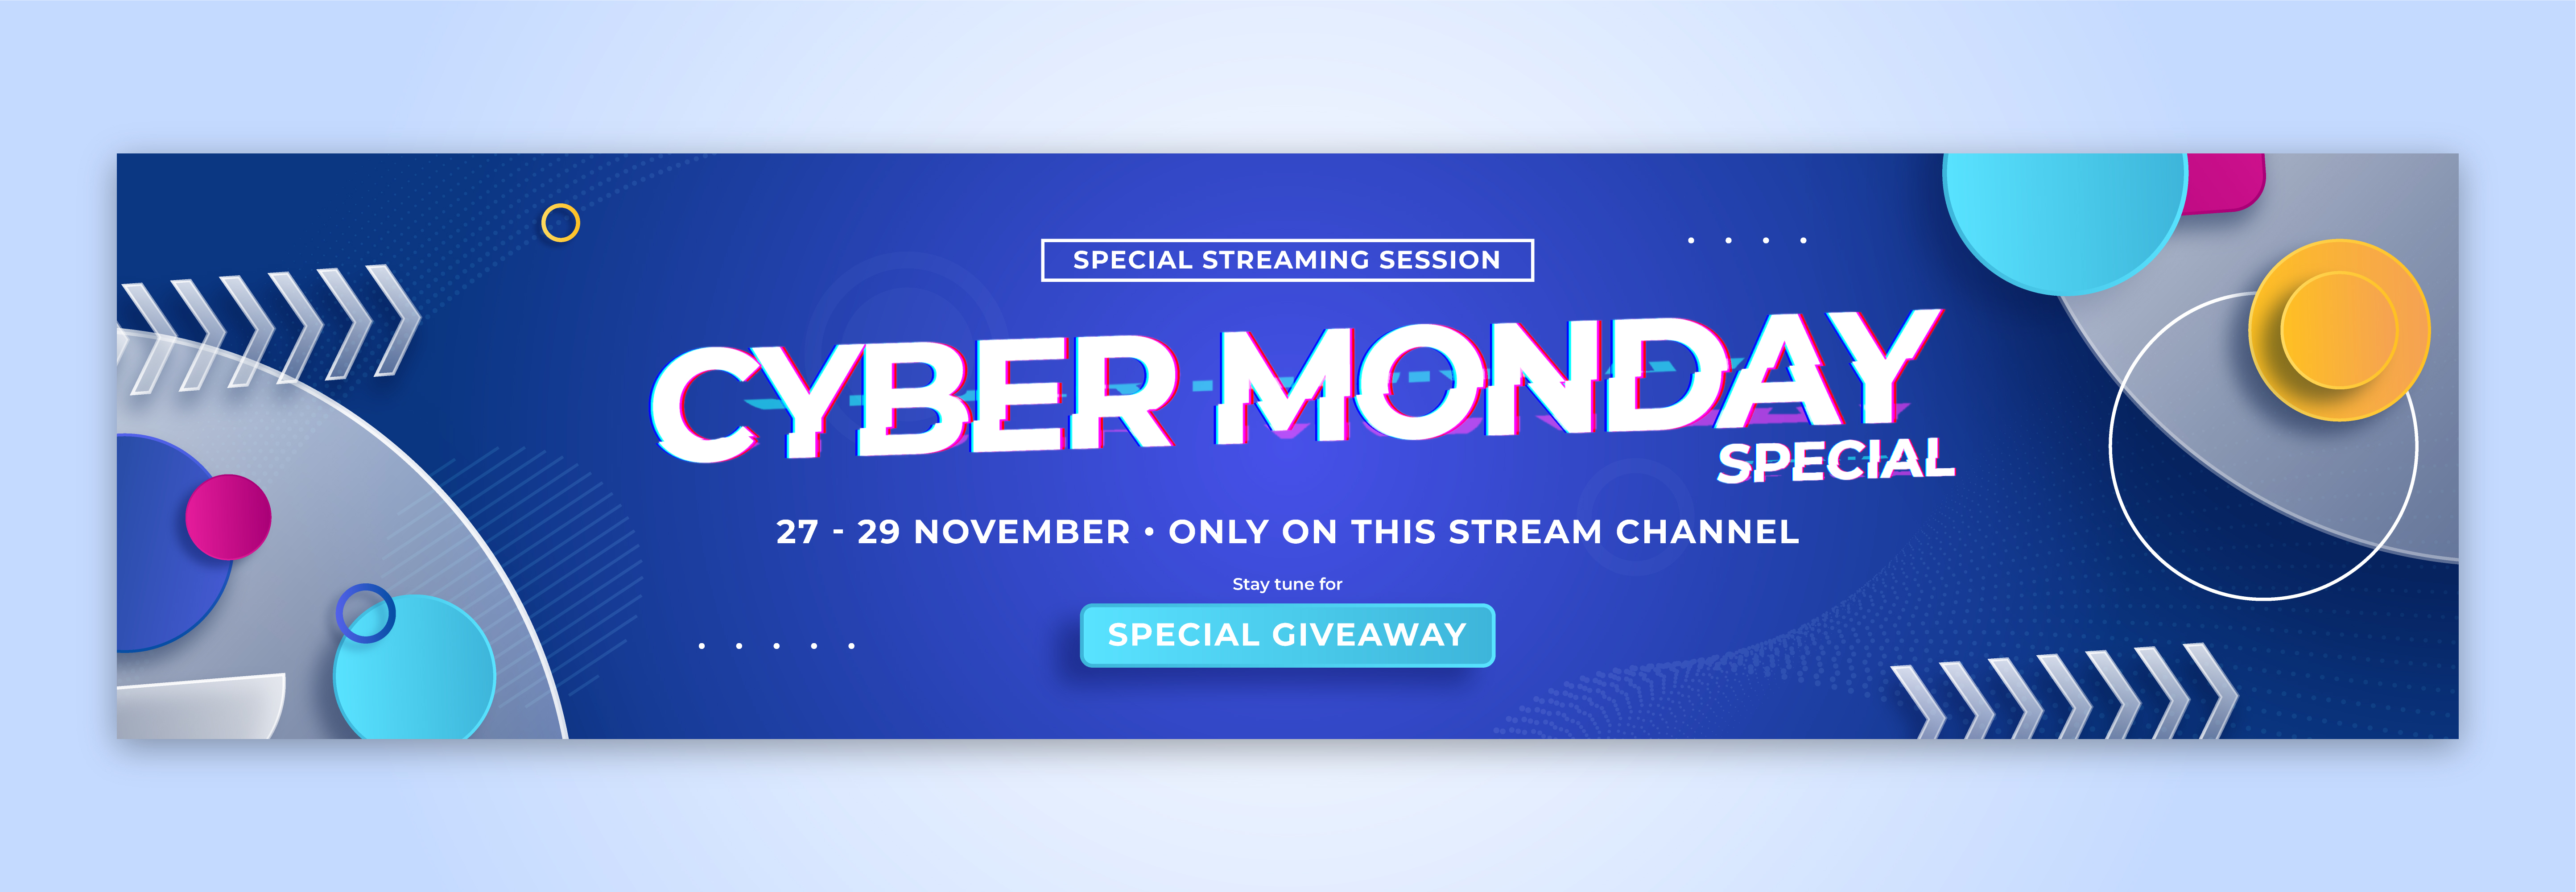 SPECIAL STREAMING SESSION
CYBER MONDAY
SPECIAL
27 - 29 NOVEMBER • ONLY ON THIS STREAM CHANNEL
Stay tune for
SPECIAL GIVEAWAY